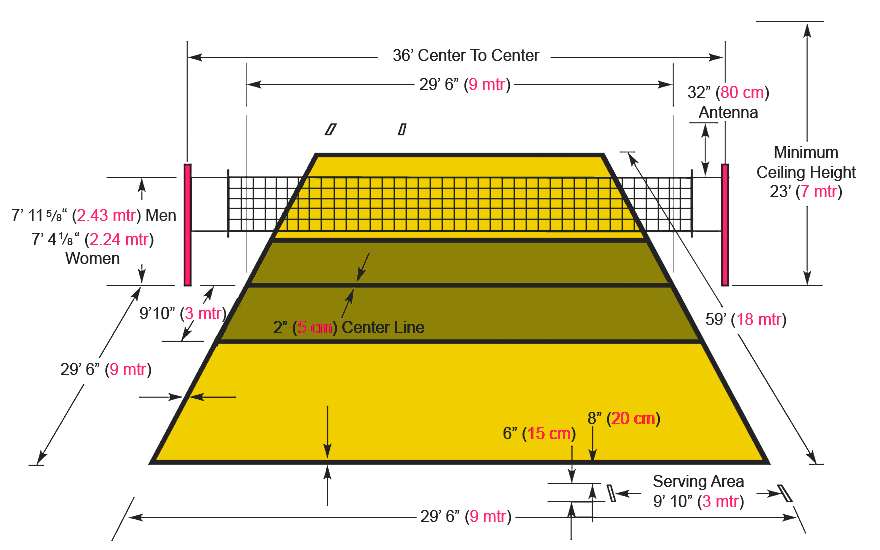 36’ Center To Center
29’ 6” (9 mtr)
32” (80 cm)
Antenna
Minimum
Ceiling Height
23’ (7 mtr)
7’ 11 5/8“ (2.43 mtr) Men
7’ 4 1/8“ (2.24 mtr)
Women
9’10” (3 mtr)
2” (5 cm) Center Line
59’ (18 mtr)
29’ 6” (9 mtr)
8” (20 cm)
6” (15 cm)
Serving Area
9’ 10” (3 mtr)
29’ 6” (9 mtr)